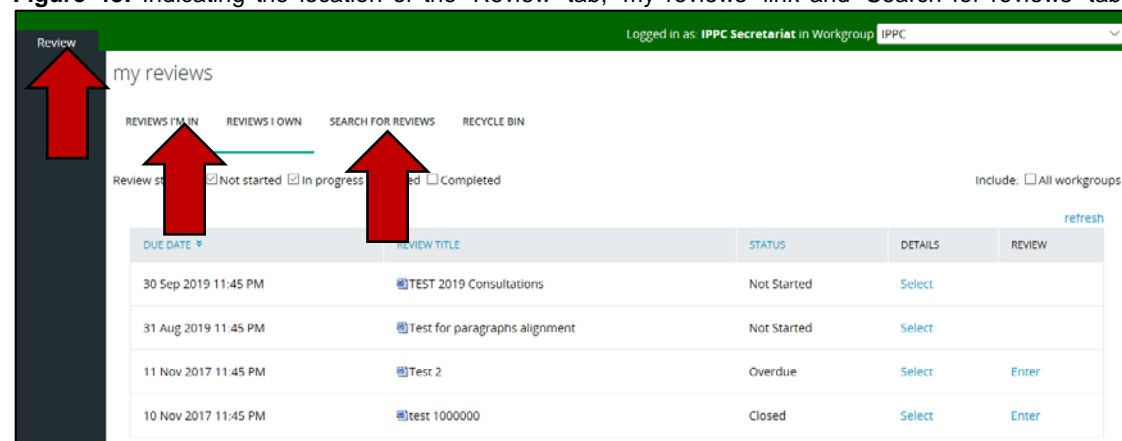 Figure 45. Indicating the location of the 'Review' tab, 'my reviews' link and 'Search for reviews' tab
Review
Logged in as: IPPC Secretariat in Workgroup IPPC
my reviews
REVIEWS I'M IN REVIEWS I OWN SEARCH FOR REVIEWS RECYCLE BIN
Review Not started In progress Completed Include: All workgroups
refresh
DUE DATE REVIEW TITLE STATUS DETAILS REVIEW
30 Sep 2019 11:45 PM TEST 2019 Consultations Not Started Select
31 Aug 2019 11:45 PM Test for paragraphs alignment Not Started Select
11 Nov 2017 11:45 PM Test 2 Overdue Select Enter
10 Nov 2017 11:45 PM test 1000000 Closed Select Enter